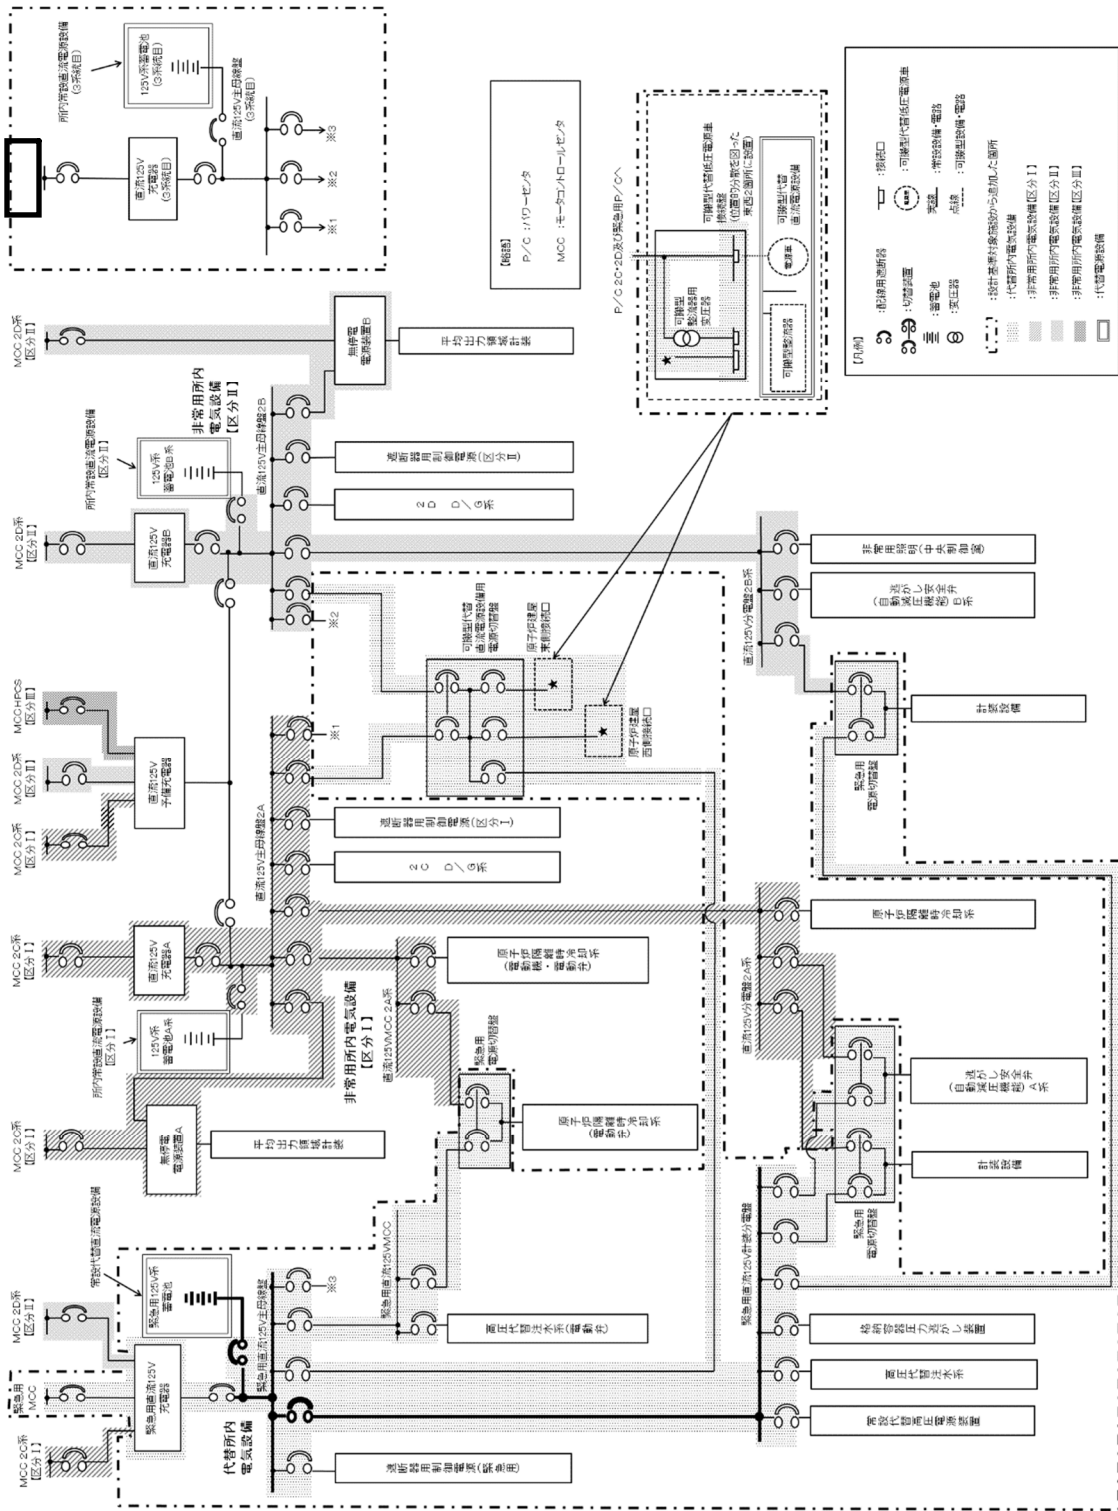 MCC 2C系
【区分Ⅰ】
緊急用
MCC
MCC 2D系
【区分Ⅱ】
緊急用直流125V
充電器
常設代替直流電源設備
緊急用125V系
蓄電池
代替所内
電気設備
緊急用直流125V主母線盤
※3
遮断器用制御電源(緊急用)
緊急用直流125VMCC
高圧代替注水系(電動弁)
緊急用直流125V計装分電盤
常設代替高圧電源装置
高圧代替注水系
格納容器圧力逃がし装置
緊急用
電源切替盤
計装設備
逃がし安全弁
(自動減圧機能) A系
MCC 2C系
【区分Ⅰ】
無停電
電源装置A
平均出力領域計装
所内常設直流電源設備
【区分Ⅰ】
125V系
蓄電池A系
MCC 2C系
【区分Ⅰ】
直流125V
充電器A
非常用所内電気設備
【区分Ⅰ】
直流125V主母線盤2A
直流125VMCC 2A系
緊急用
電源切替盤
原子炉隔離時冷却系
(電動弁)
原子炉隔離時冷却系
(電動機・電動弁)
2C D/G系
遮断器用制御電源(区分Ⅰ)
※1
直流125V分電盤2A系
原子炉隔離時冷却系
MCC 2C系
【区分Ⅰ】
MCC 2D系
【区分Ⅱ】
MCCHPCS
【区分Ⅲ】
直流125V
予備充電器
MCC 2D系
【区分Ⅱ】
直流125V
充電器B
所内常設直流電源設備
【区分Ⅱ】
125V系
蓄電池B系
非常用所内
電気設備
【区分Ⅱ】
直流125V主母線盤2B
※2
2D D/G系
遮断器用制御電源(区分Ⅱ)
MCC 2D系
【区分Ⅱ】
無停電
電源装置B
平均出力領域計装
可搬型代替
直流電源設備用
電源切替盤
原子炉建屋
西側接続口
原子炉建屋
東側接続口
★
★
直流125V分電盤2B系
緊急用
電源切替盤
計装設備
逃がし安全弁
(自動減圧機能) B系
非常用照明(中央制御室)
所内常設直流電源設備
(3系統目)
125V系蓄電池
(3系統目)
直流125V
充電器
(3系統目)
直流125V主母線盤
(3系統目)
※1
※2
※3
【略語】
P/C :パワーセンタ
MCC :モータコントロールセンタ
P/C 2C・2D及び緊急用P/Cへ
可搬型
整流器用
変圧器
★
可搬型代替低圧電源車
接続盤
(位置的分散を図った
東西2箇所に設置)
可搬型整流器
電源車
可搬型代替
直流電源設備
【凡例】
:配線用遮断器
:切替装置
:蓄電池
:変圧器
:接続口
電源車
:可搬型代替低圧電源車
実線 :常設設備・電路
点線 :可搬型設備・電路
:設計基準対象施設から追加した箇所
:代替所内電気設備
:非常用所内電気設備【区分Ⅰ】
:非常用所内電気設備【区分Ⅱ】
:非常用所内電気設備【区分Ⅲ】
:代替電源設備